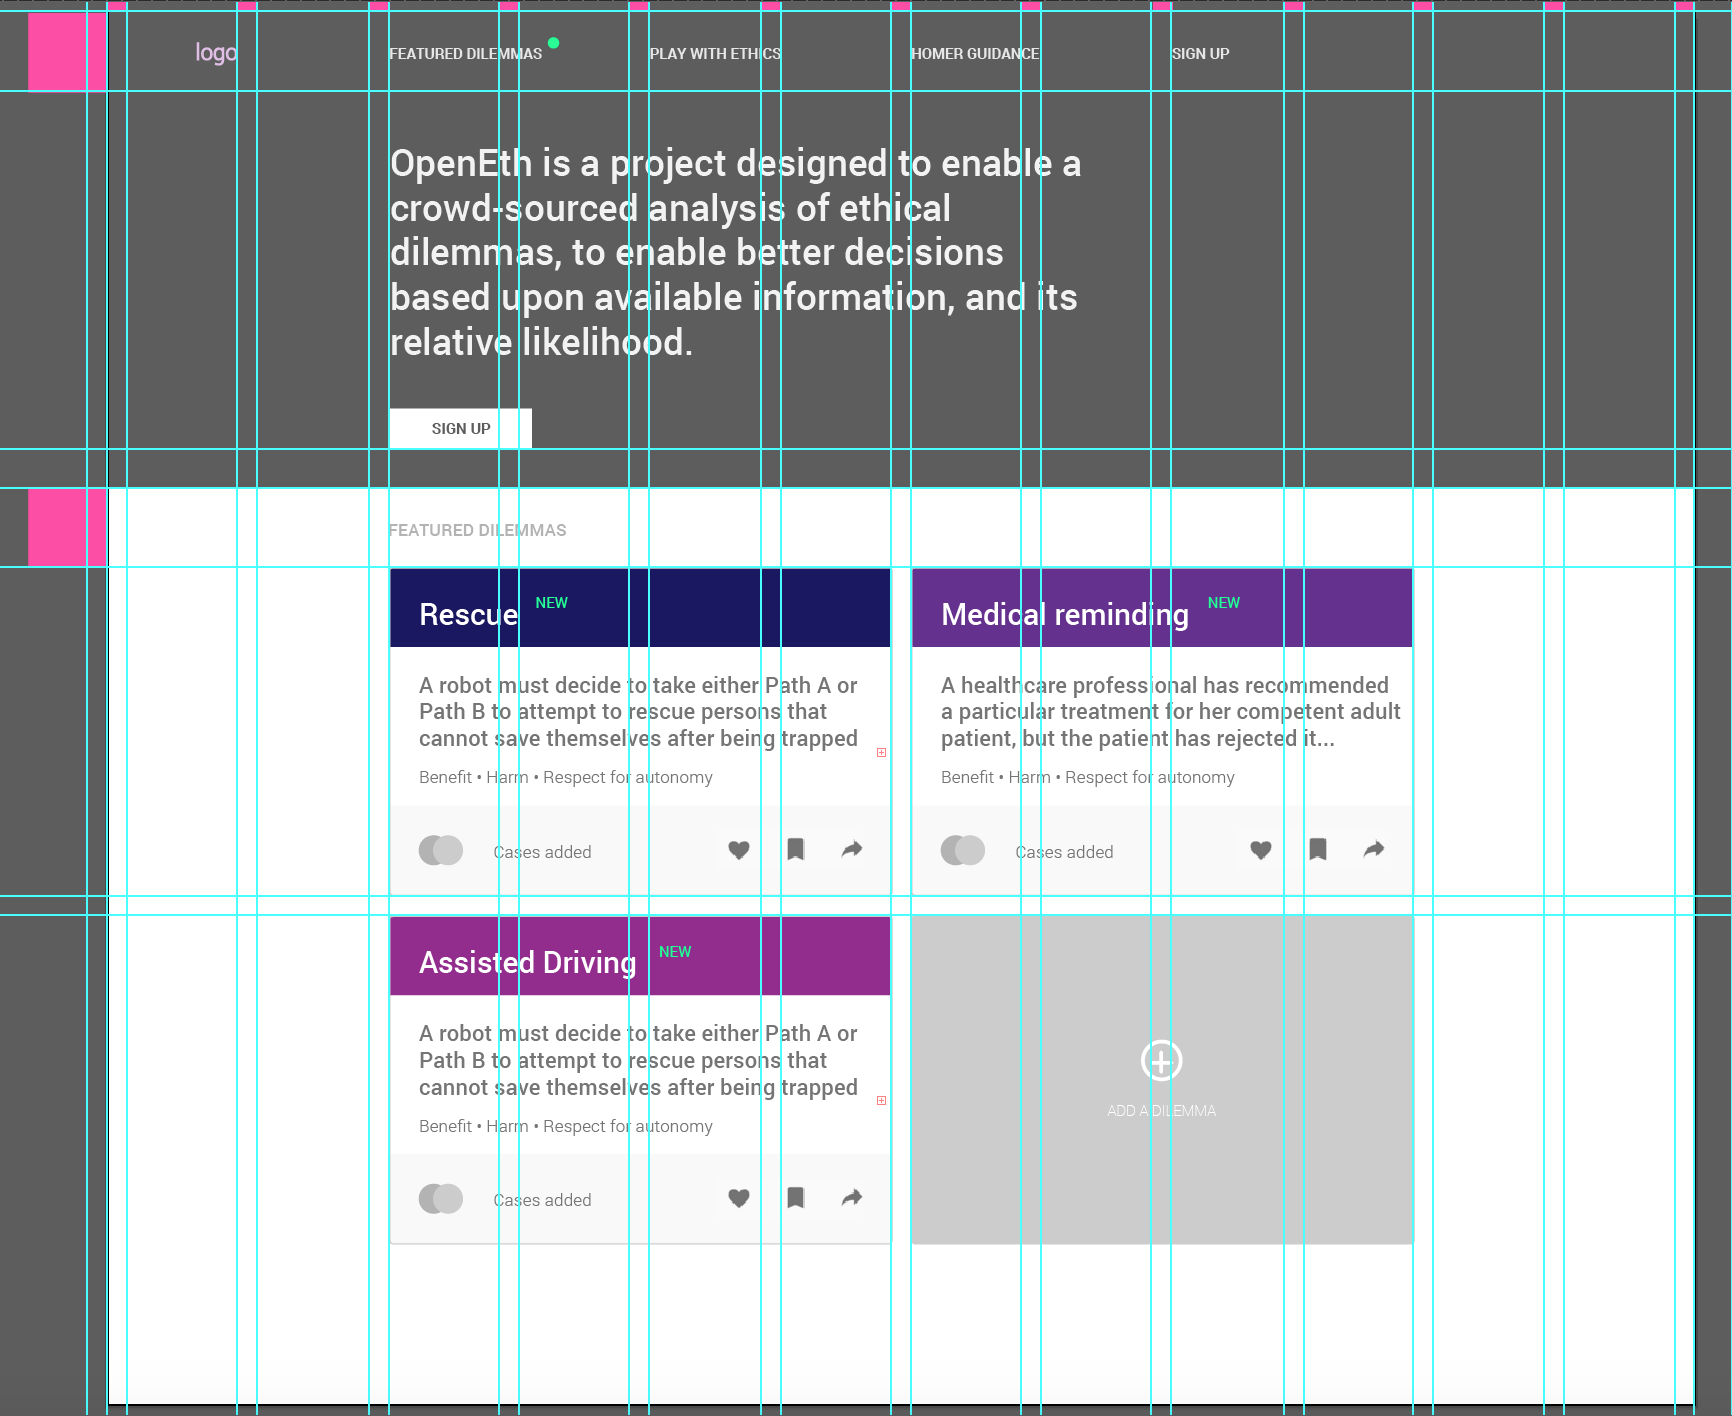 logo
FEATURED DILEMMAS
PLAY WITH ETHICS
HOMER GUIDANCE
SIGN UP
OpenEth is a project designed to enable a
crowd-sourced analysis of ethical
dilemmas, to enable better decisions
based upon available information, and its
relative likelihood.
SIGN UP
FEATURED DILEMMAS
Rescue NEW
A robot must decide to take either Path A or
Path B to attempt to rescue persons that
cannot save themselves after being trapped
Benefit • Harm • Respect for autonomy
Cases added
Medical reminding NEW
A healthcare professional has recommended
a particular treatment for her competent adult
patient, but the patient has rejected it...
Benefit • Harm • Respect for autonomy
Cases added
Assisted Driving NEW
A robot must decide to take either Path A or
Path B to attempt to rescue persons that
cannot save themselves after being trapped
Benefit • Harm • Respect for autonomy
Cases added
ADD A DILEMMA